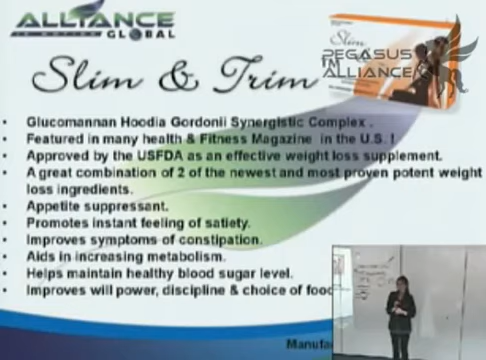 ALLIANCE
IN MOTION
GLOBAL
Slim
PEGASUS
IN
ALLIANCE
Slim & Trim
• Glucomannan Hoodia Gordonii Synergistic Complex .
• Featured in many health & Fitness Magazine in the U.S. !
• Approved by the USFDA as an effective weight loss supplement.
• A great combination of 2 of the newest and most proven potent weight
loss ingredients.
• Appetite suppressant.
• Promotes instant feeling of satiety.
• Improves symptoms of constipation.
• Aids in increasing metabolism.
• Helps maintain healthy blood sugar level.
• Improves will power, discipline & choice of food
Manufa